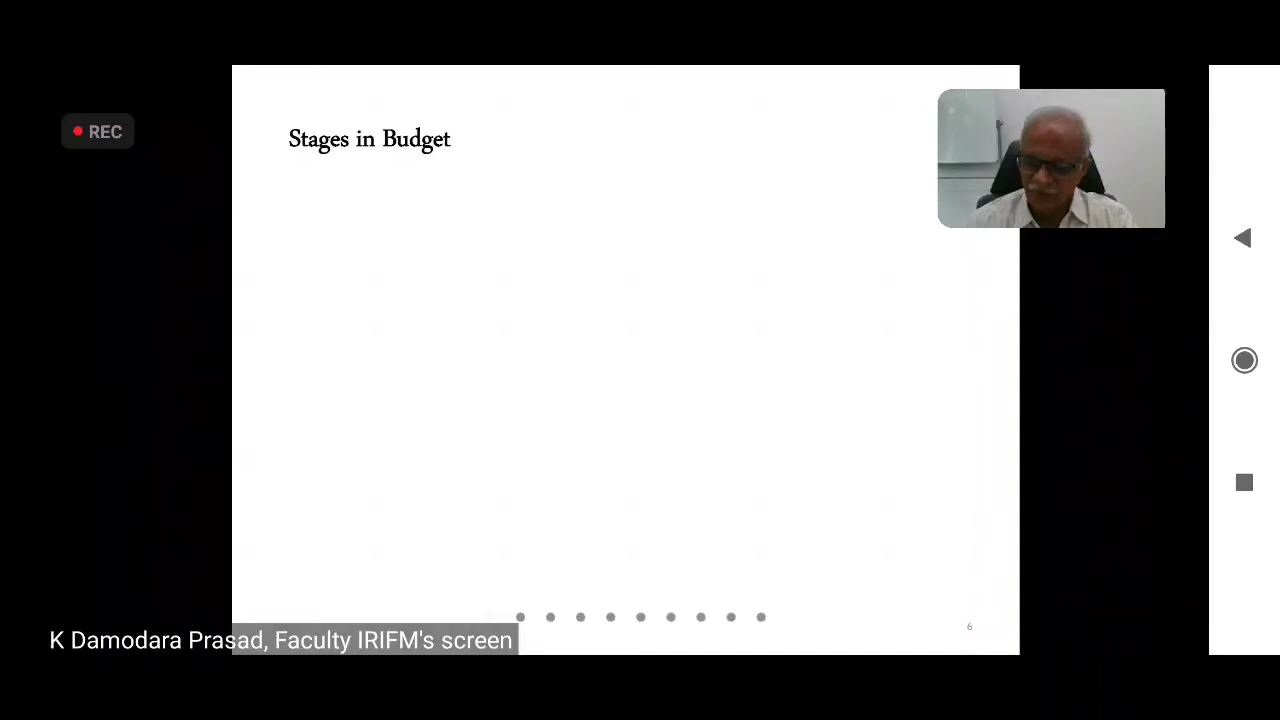 REC
Stages in Budget
6
K Damodara Prasad, Faculty IRIFM's screen